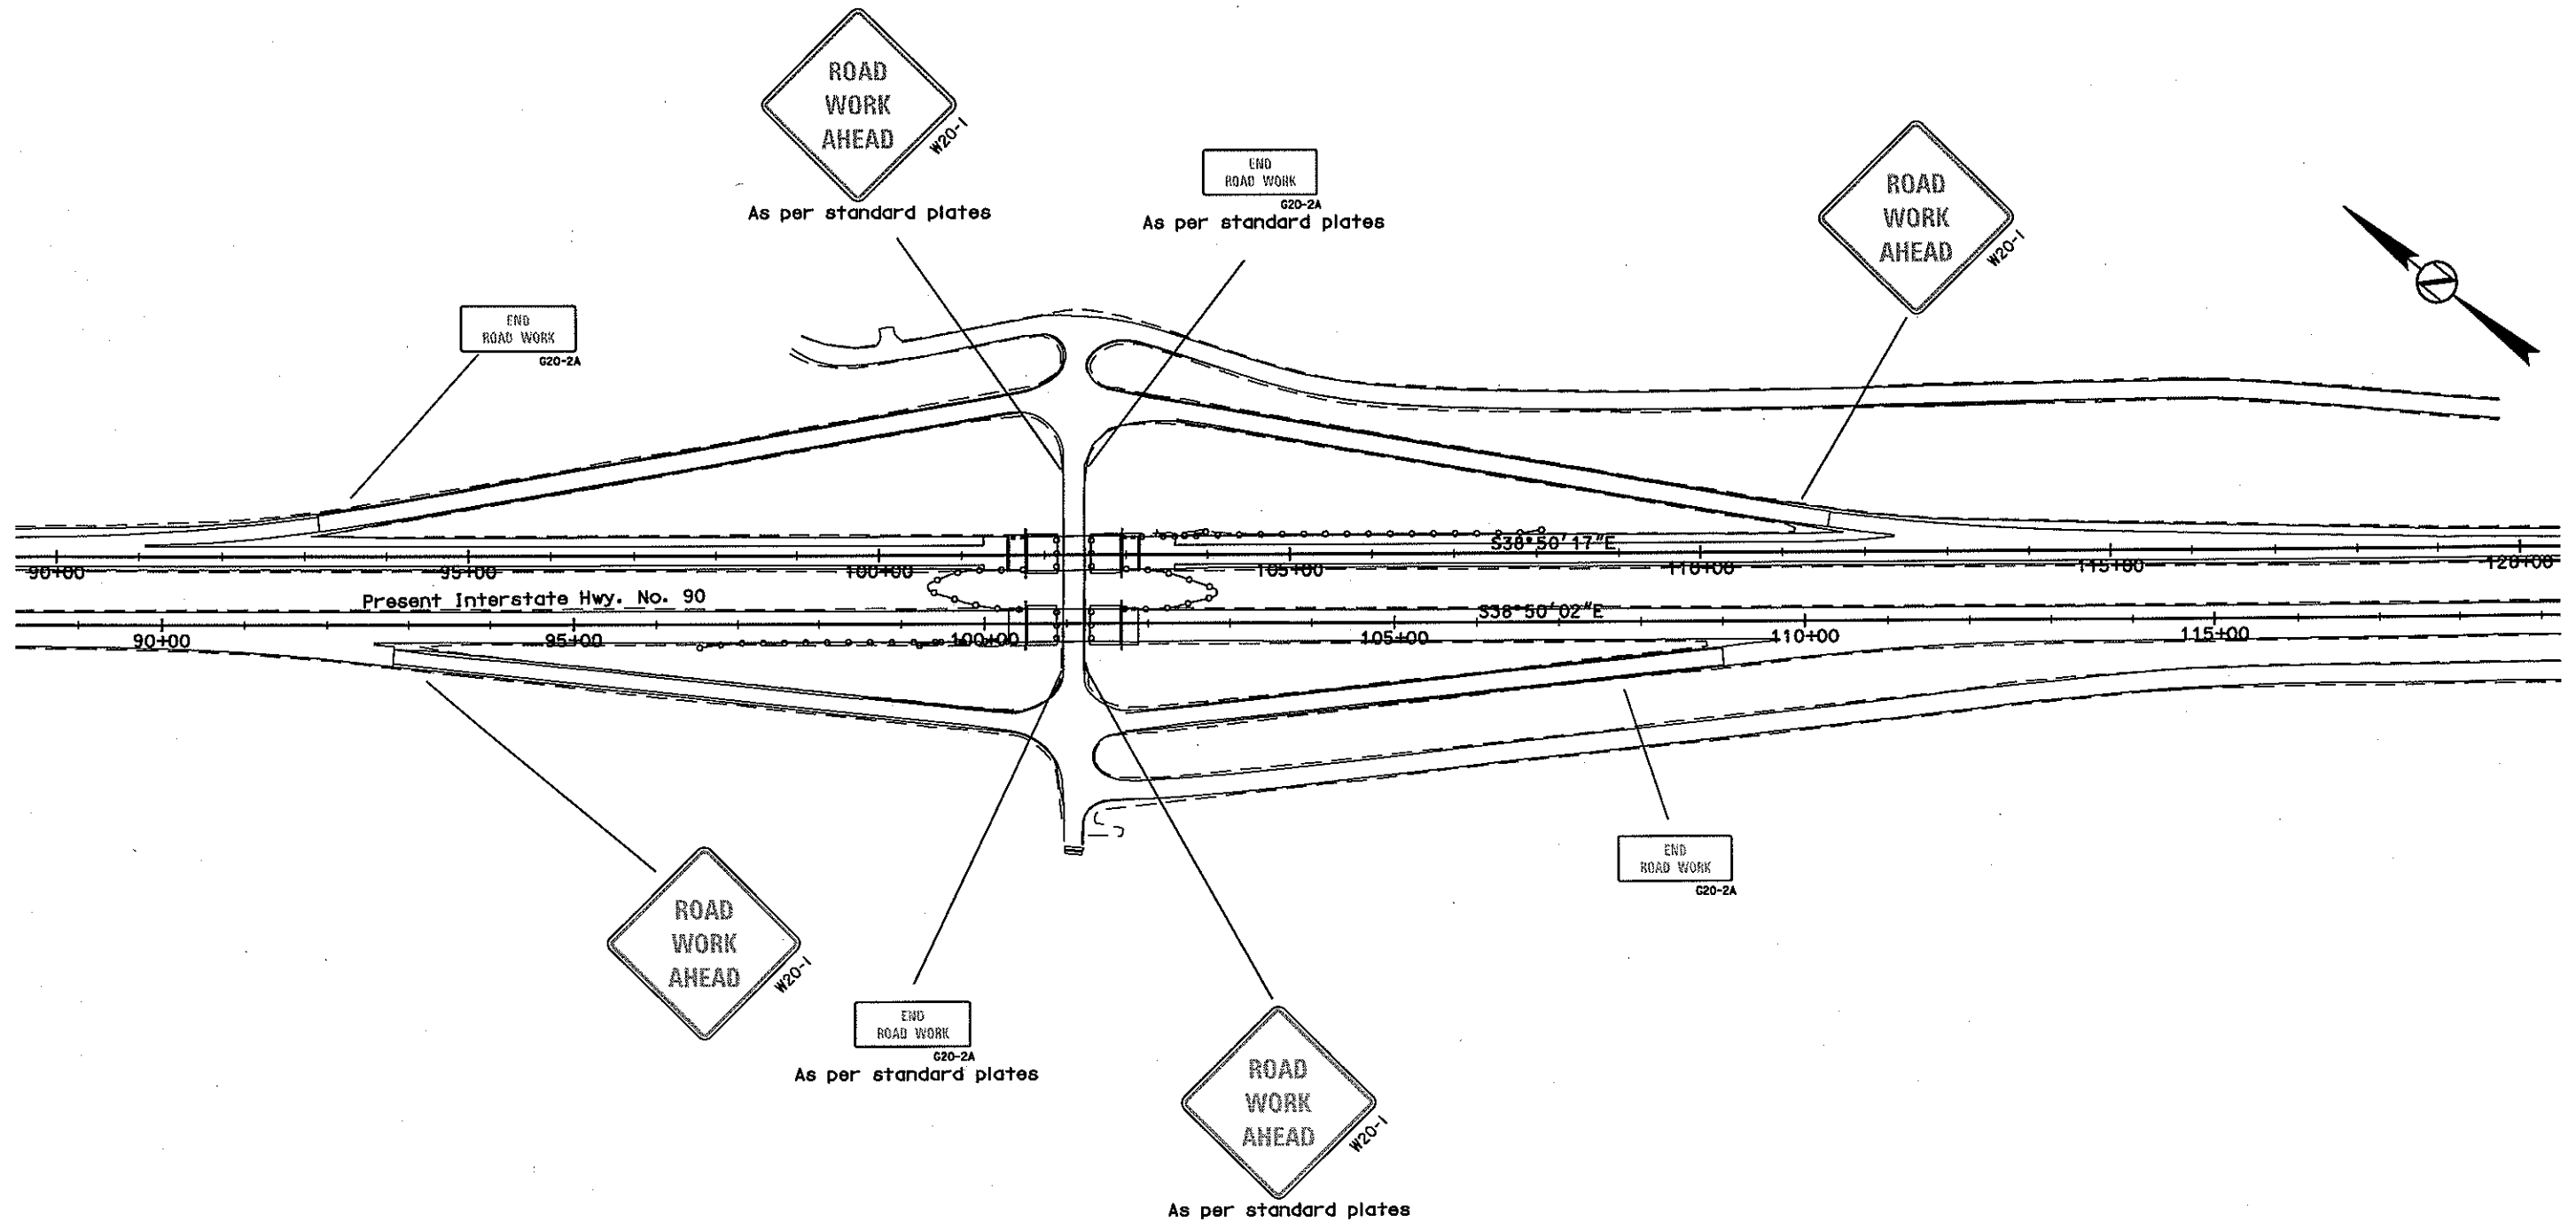 ROAD
WORK
AHEAD
W20-1
As per standard plates
END
ROAD WORK
G20-2A
As per standard plates
ROAD
WORK
AHEAD
W20-1
END
ROAD WORK
G20-2A
S38°50'17"E
90+00 95+00 100+00 105+00 110+00 115+00 120+00
Present Interstate Hwy. No. 90
S38°50'02"E
90+00 95+00 100+00 105+00 110+00 115+00
END
ROAD WORK
G20-2A
ROAD
WORK
AHEAD
W20-1
END
ROAD WORK
G20-2A
As per standard plates
ROAD
WORK
AHEAD
W20-1
As per standard plates